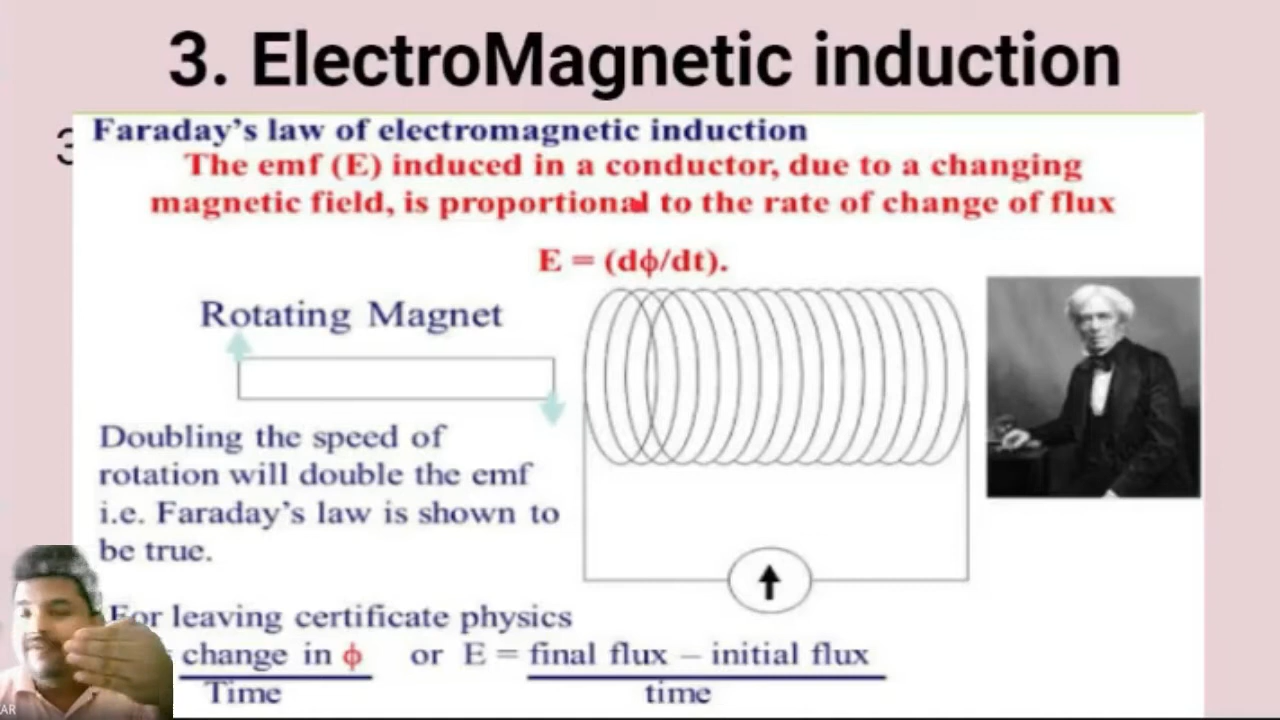 3. ElectroMagnetic induction
3
Faraday's law of electromagnetic induction
The emf (E) induced in a conductor, due to a changing
magnetic field, is proportional to the rate of change of flux
E = (dϕ/dt).
Rotating Magnet
Doubling the speed of
rotation will double the emf
i.e. Faraday's law is shown to
be true.
For leaving certificate physics
change in ϕ or E = final flux – initial flux
Time time
AR